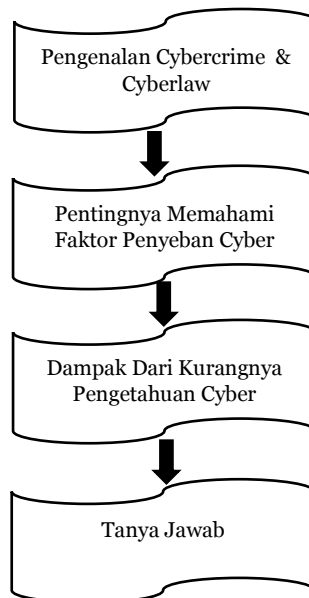 Pengenalan Cybercrime &
Cyberlaw
Pentingnya Memahami
Faktor Penyeban Cyber
Dampak Dari Kurangnya
Pengetahuan Cyber
Tanya Jawab